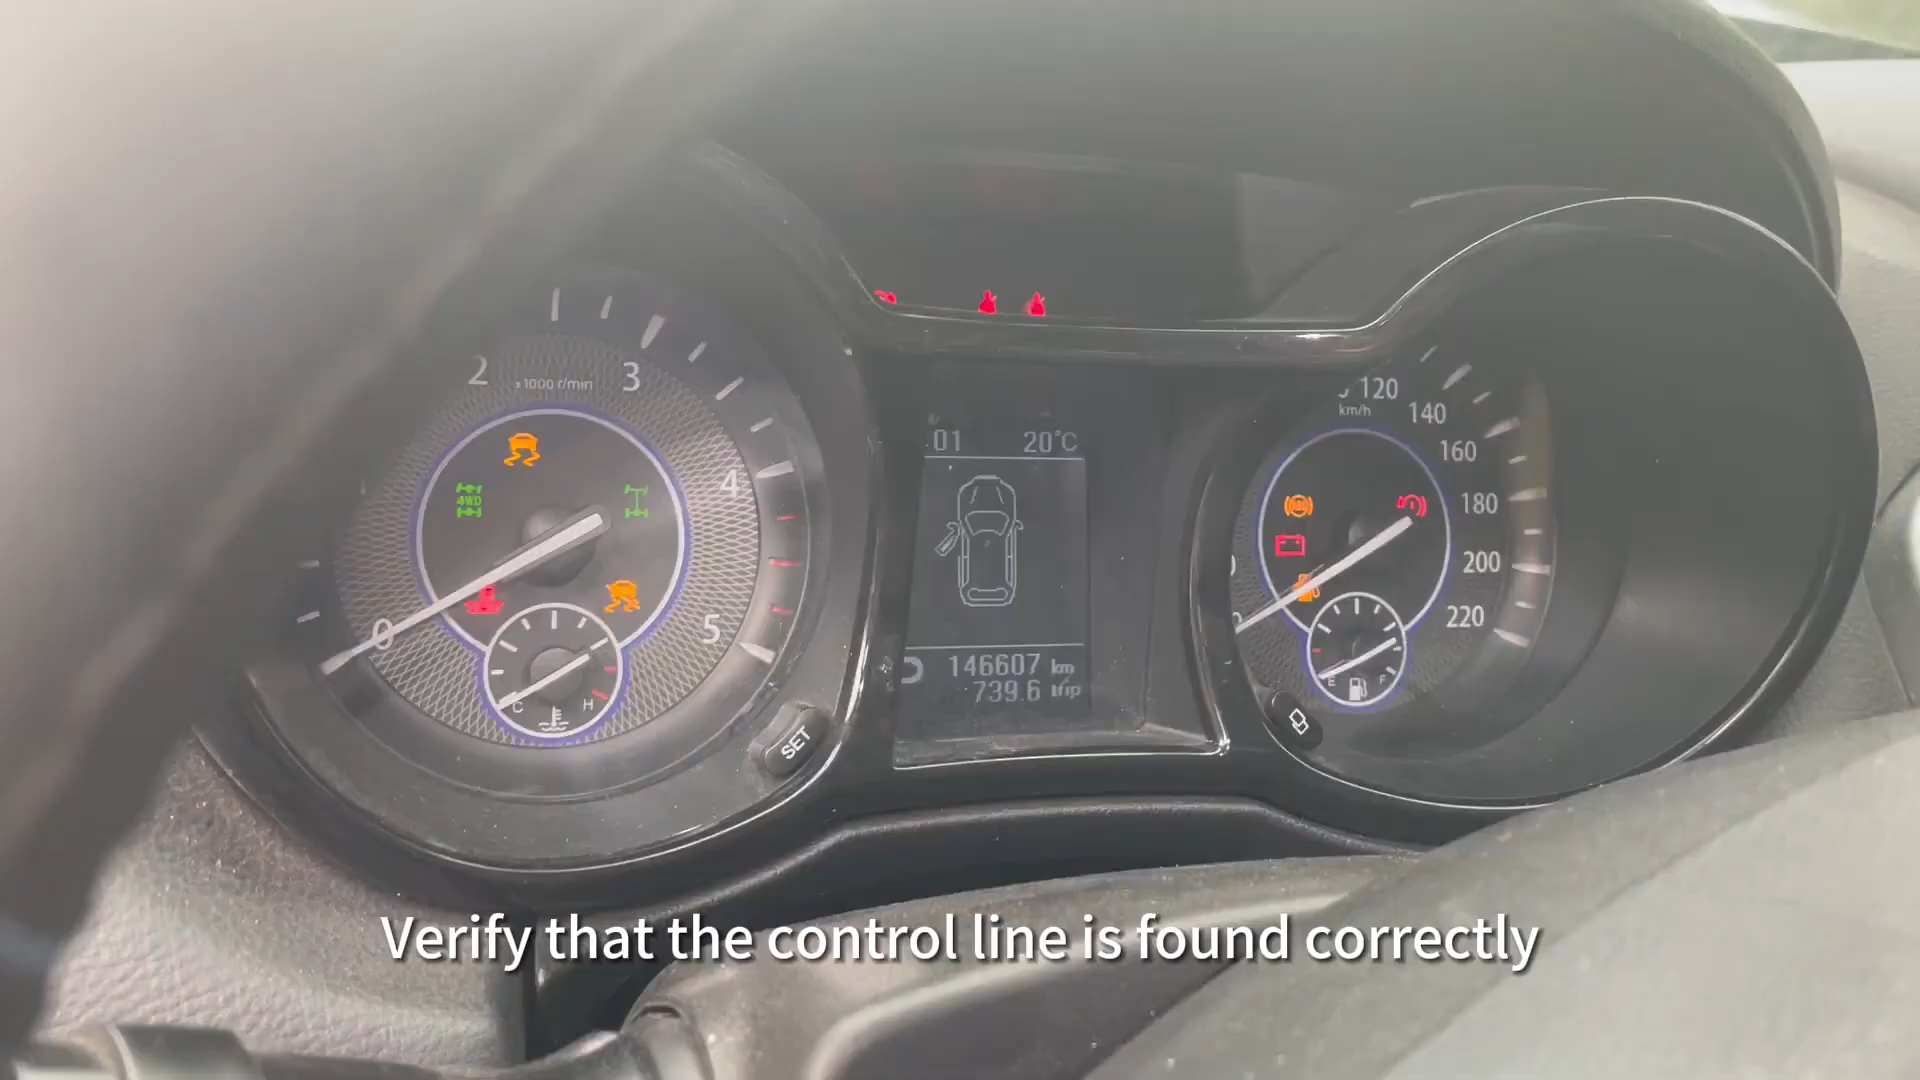 2
x1000 r/min
3
4
5
0
4WD
C
H
SET
01 20°C
146607 km
739.6 trip
120
km/h
140
160
180
200
220
E
F
Verify that the control line is found correctly